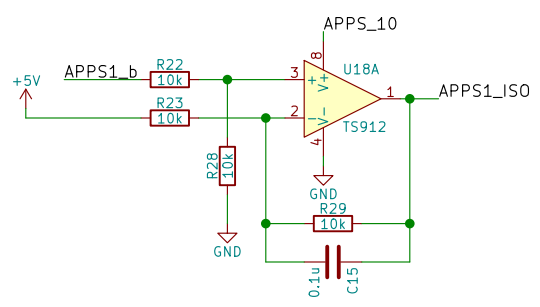 APPS_10
R22
8
U18A
+5V
APPS1_b
10k
3
+
V+
R23
1
APPS1_ISO
10k
2
-
V-
TS912
4
R28
10k
GND
R29
10k
GND
0.1u
C15